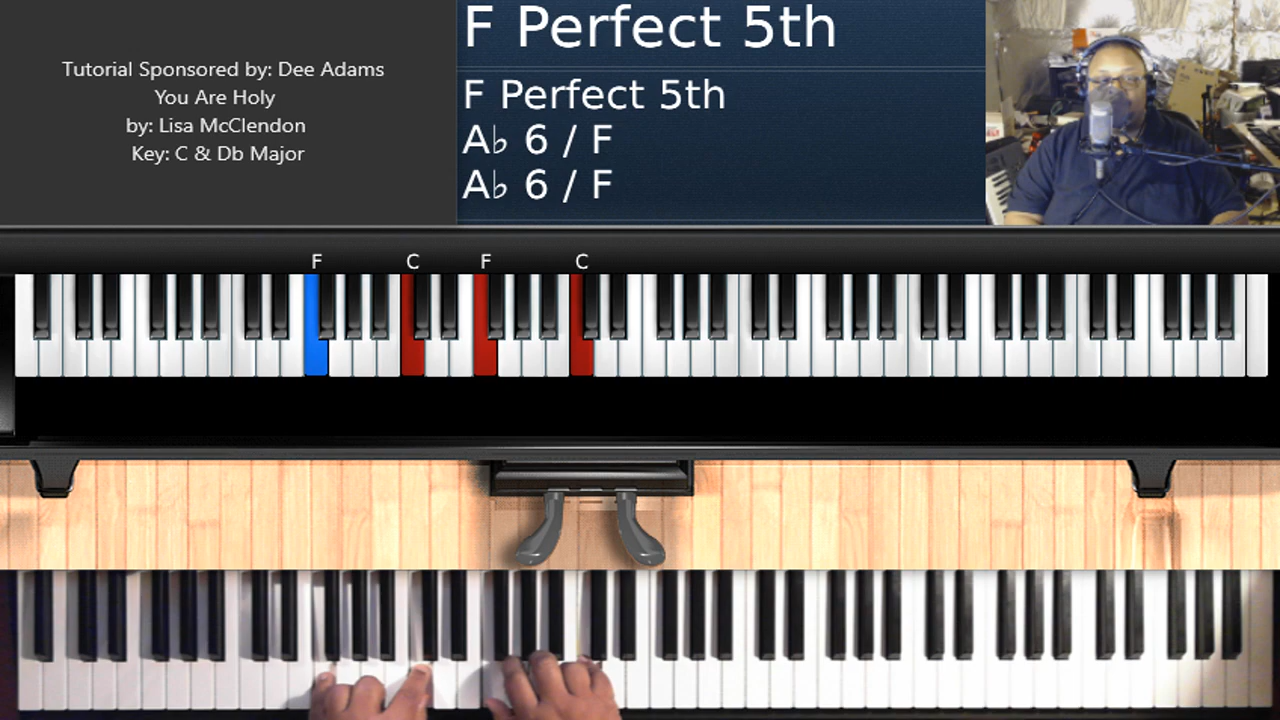 Tutorial Sponsored by: Dee Adams
You Are Holy
by: Lisa McClendon
Key: C & Db Major
F Perfect 5th
F Perfect 5th
A♭ 6 / F
A♭ 6 / F
F C F C